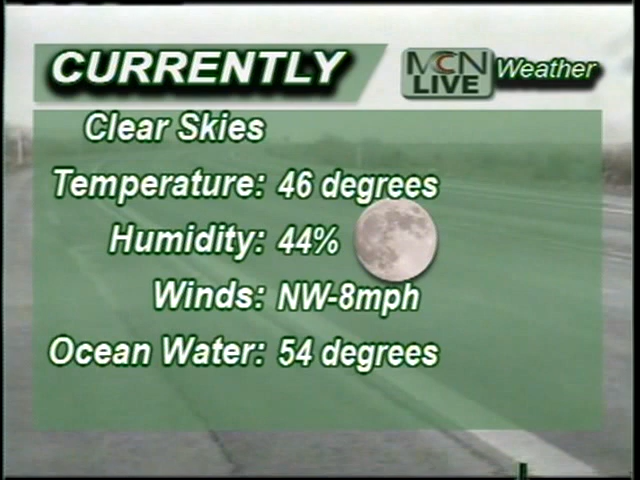 CURRENTLY
MCN LIVE Weather
Clear Skies
Temperature: 46 degrees
Humidity: 44%
Winds: NW-8mph
Ocean Water: 54 degrees